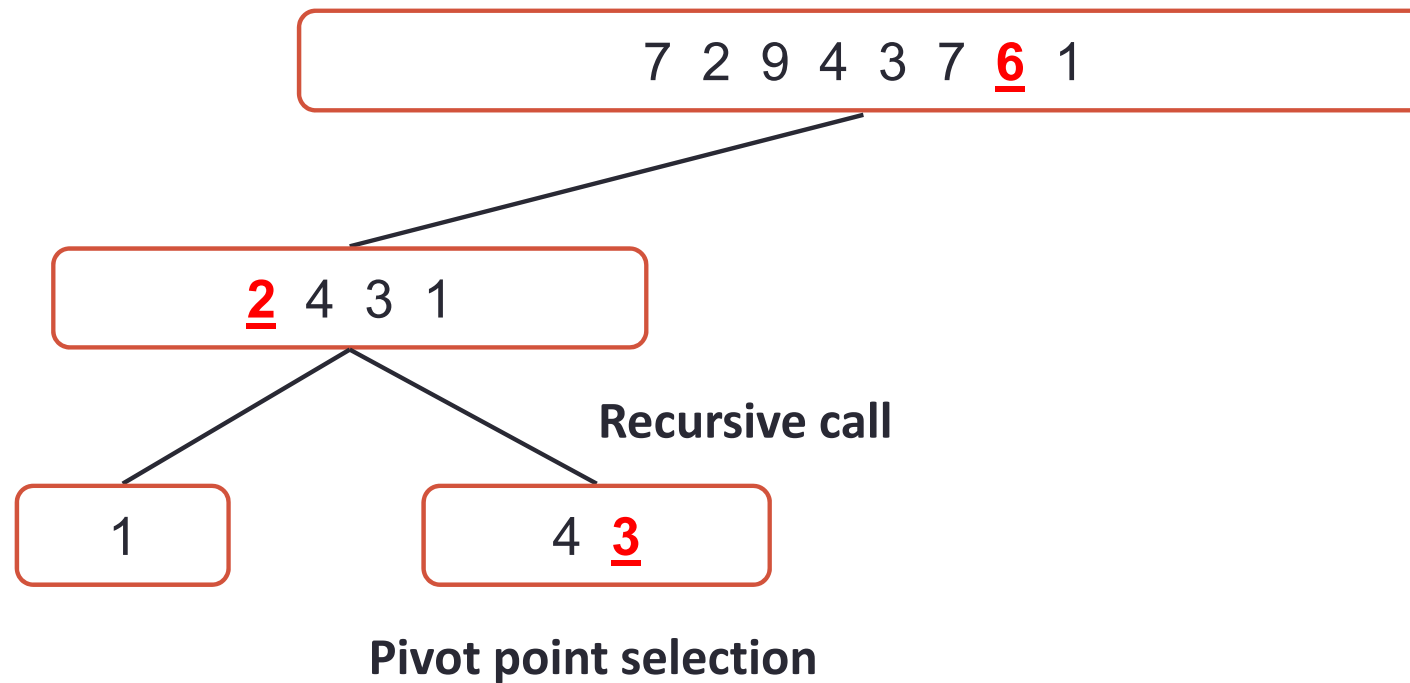 7 2 9 4 3 7 6 1
2 4 3 1
Recursive call
1
4 3
Pivot point selection